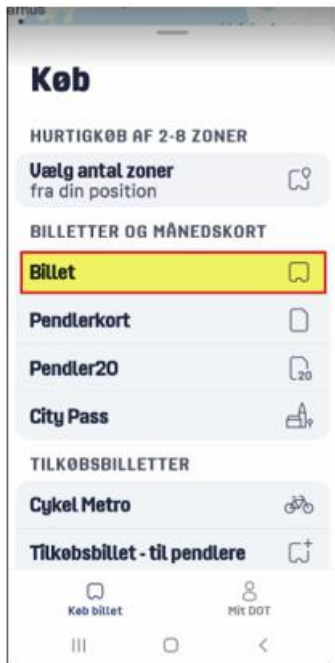 Køb
HURTIGKØB AF 2-8 ZONER
Vælg antal zoner
fra din position
BILLETTER OG MÅNEDSKORT
Billet
Pendlerkort
Pendler20
20
City Pass
TILKØBSBILLETTER
Cykel Metro
Tilkøbsbillet - til pendlere
Køb billet
Mit DOT